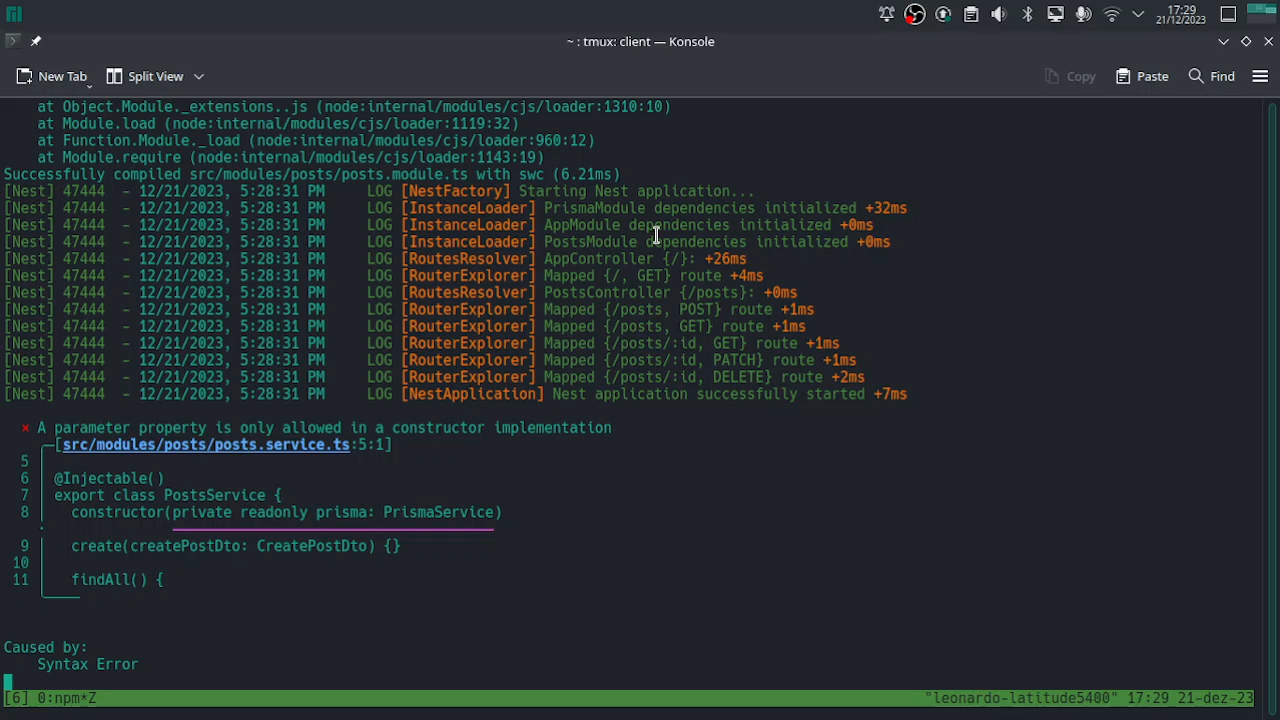 17:29
21/12/2023
~ : tmux: client — Konsole
New Tab Split View Copy Paste Find
at Object.Module._extensions..js (node:internal/modules/cjs/loader:1310:10)
at Module.load (node:internal/modules/cjs/loader:1119:32)
at Function.Module._load (node:internal/modules/cjs/loader:960:12)
at Module.require (node:internal/modules/cjs/loader:1143:19)
Successfully compiled src/modules/posts/posts.module.ts with swc (6.21ms)
[Nest] 47444  - 12/21/2023, 5:28:31 PM     LOG [NestFactory] Starting Nest application...
[Nest] 47444  - 12/21/2023, 5:28:31 PM     LOG [InstanceLoader] PrismaModule dependencies initialized +32ms
[Nest] 47444  - 12/21/2023, 5:28:31 PM     LOG [InstanceLoader] AppModule dependencies initialized +0ms
[Nest] 47444  - 12/21/2023, 5:28:31 PM     LOG [InstanceLoader] PostsModule dependencies initialized +0ms
[Nest] 47444  - 12/21/2023, 5:28:31 PM     LOG [RoutesResolver] AppController {/}: +26ms
[Nest] 47444  - 12/21/2023, 5:28:31 PM     LOG [RouterExplorer] Mapped {/, GET} route +4ms
[Nest] 47444  - 12/21/2023, 5:28:31 PM     LOG [RoutesResolver] PostsController {/posts}: +0ms
[Nest] 47444  - 12/21/2023, 5:28:31 PM     LOG [RouterExplorer] Mapped {/posts, POST} route +1ms
[Nest] 47444  - 12/21/2023, 5:28:31 PM     LOG [RouterExplorer] Mapped {/posts, GET} route +1ms
[Nest] 47444  - 12/21/2023, 5:28:31 PM     LOG [RouterExplorer] Mapped {/posts/:id, GET} route +1ms
[Nest] 47444  - 12/21/2023, 5:28:31 PM     LOG [RouterExplorer] Mapped {/posts/:id, PATCH} route +1ms
[Nest] 47444  - 12/21/2023, 5:28:31 PM     LOG [RouterExplorer] Mapped {/posts/:id, DELETE} route +2ms
[Nest] 47444  - 12/21/2023, 5:28:31 PM     LOG [NestApplication] Nest application successfully started +7ms
× A parameter property is only allowed in a constructor implementation
[src/modules/posts/posts.service.ts:5:1]
5
6 @Injectable()
7 export class PostsService {
8 constructor(private readonly prisma: PrismaService)
9 create(createPostDto: CreatePostDto) {}
10
11 findAll() {
Caused by:
Syntax Error
[6] 0:npm*Z "leonardo-latitude5400" 17:29 21-dez-23